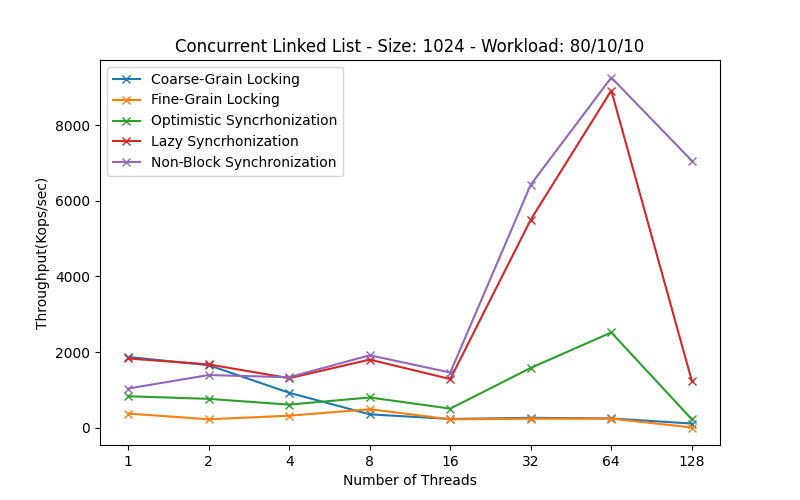 Concurrent Linked List - Size: 1024 - Workload: 80/10/10
Coarse-Grain Locking
Fine-Grain Locking
Optimistic Syncrhonization
Lazy Syncrhonization
Non-Block Synchronization
Throughput(Kops/sec)
8000
6000
4000
2000
0
1 2 4 8 16 32 64 128
Number of Threads